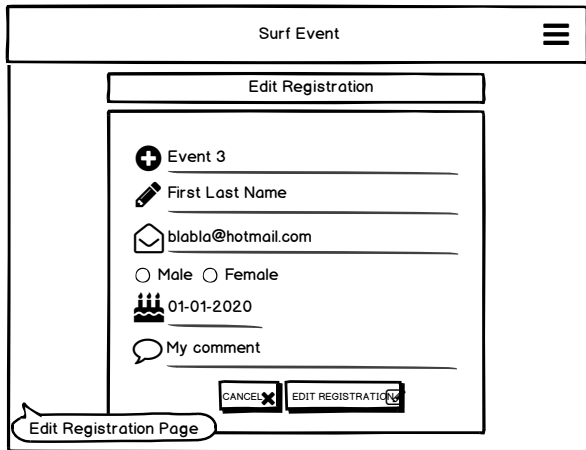 Surf Event
Edit Registration
Event 3
First Last Name
blabla@hotmail.com
Male Female
01-01-2020
My comment
CANCEL EDIT REGISTRATION
Edit Registration Page